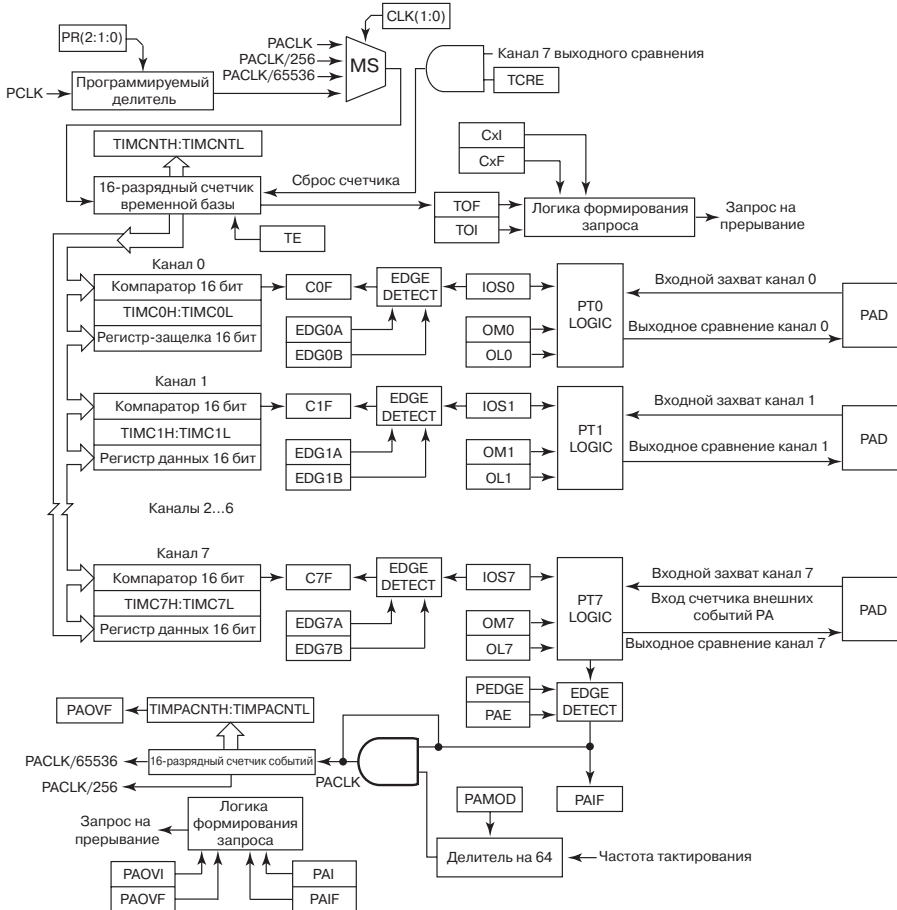 CLK(1:0)
PR(2:1:0)
PACLK
PACLK/256
PACLK/65536
MS
Канал 7 выходного сравнения
TCRE
PCLK
Программируемый
делитель
TIMCNTH:TIMCNTL
CxI
CxF
Сброс счетчика
16-разрядный счетчик
временной базы
TOF
TOI
Логика формирования
запроса
Запрос на
прерывание
TE
Канал 0
Компаратор 16 бит
TIMC0H:TIMC0L
Регистр-защелка 16 бит
C0F
EDGE
DETECT
IOS0
EDG0A
EDG0B
OM0
OL0
PT0
LOGIC
Входной захват канал 0
Выходное сравнение канал 0
PAD
Канал 1
Компаратор 16 бит
TIMC1H:TIMC1L
Регистр данных 16 бит
C1F
EDGE
DETECT
IOS1
EDG1A
EDG1B
OM1
OL1
PT1
LOGIC
Входной захват канал 1
Выходное сравнение канал 1
PAD
Каналы 2…6
Канал 7
Компаратор 16 бит
TIMC7H:TIMC7L
Регистр данных 16 бит
C7F
EDGE
DETECT
IOS7
EDG7A
EDG7B
OM7
OL7
PT7
LOGIC
Входной захват канал 7
Вход счетчика внешних
событий PA
Выходное сравнение канал 7
PAD
PEDGE
PAE
EDGE
DETECT
PAOVF
TIMPACNTH:TIMPACNTL
PACLK/65536
16-разрядный счетчик событий
PACLK
PACLK/256
PAMOD
PAIF
Запрос на
прерывание
Логика
формирования
запроса
Делитель на 64
Частота тактирования
PAOVI
PAOVF
PAI
PAIF